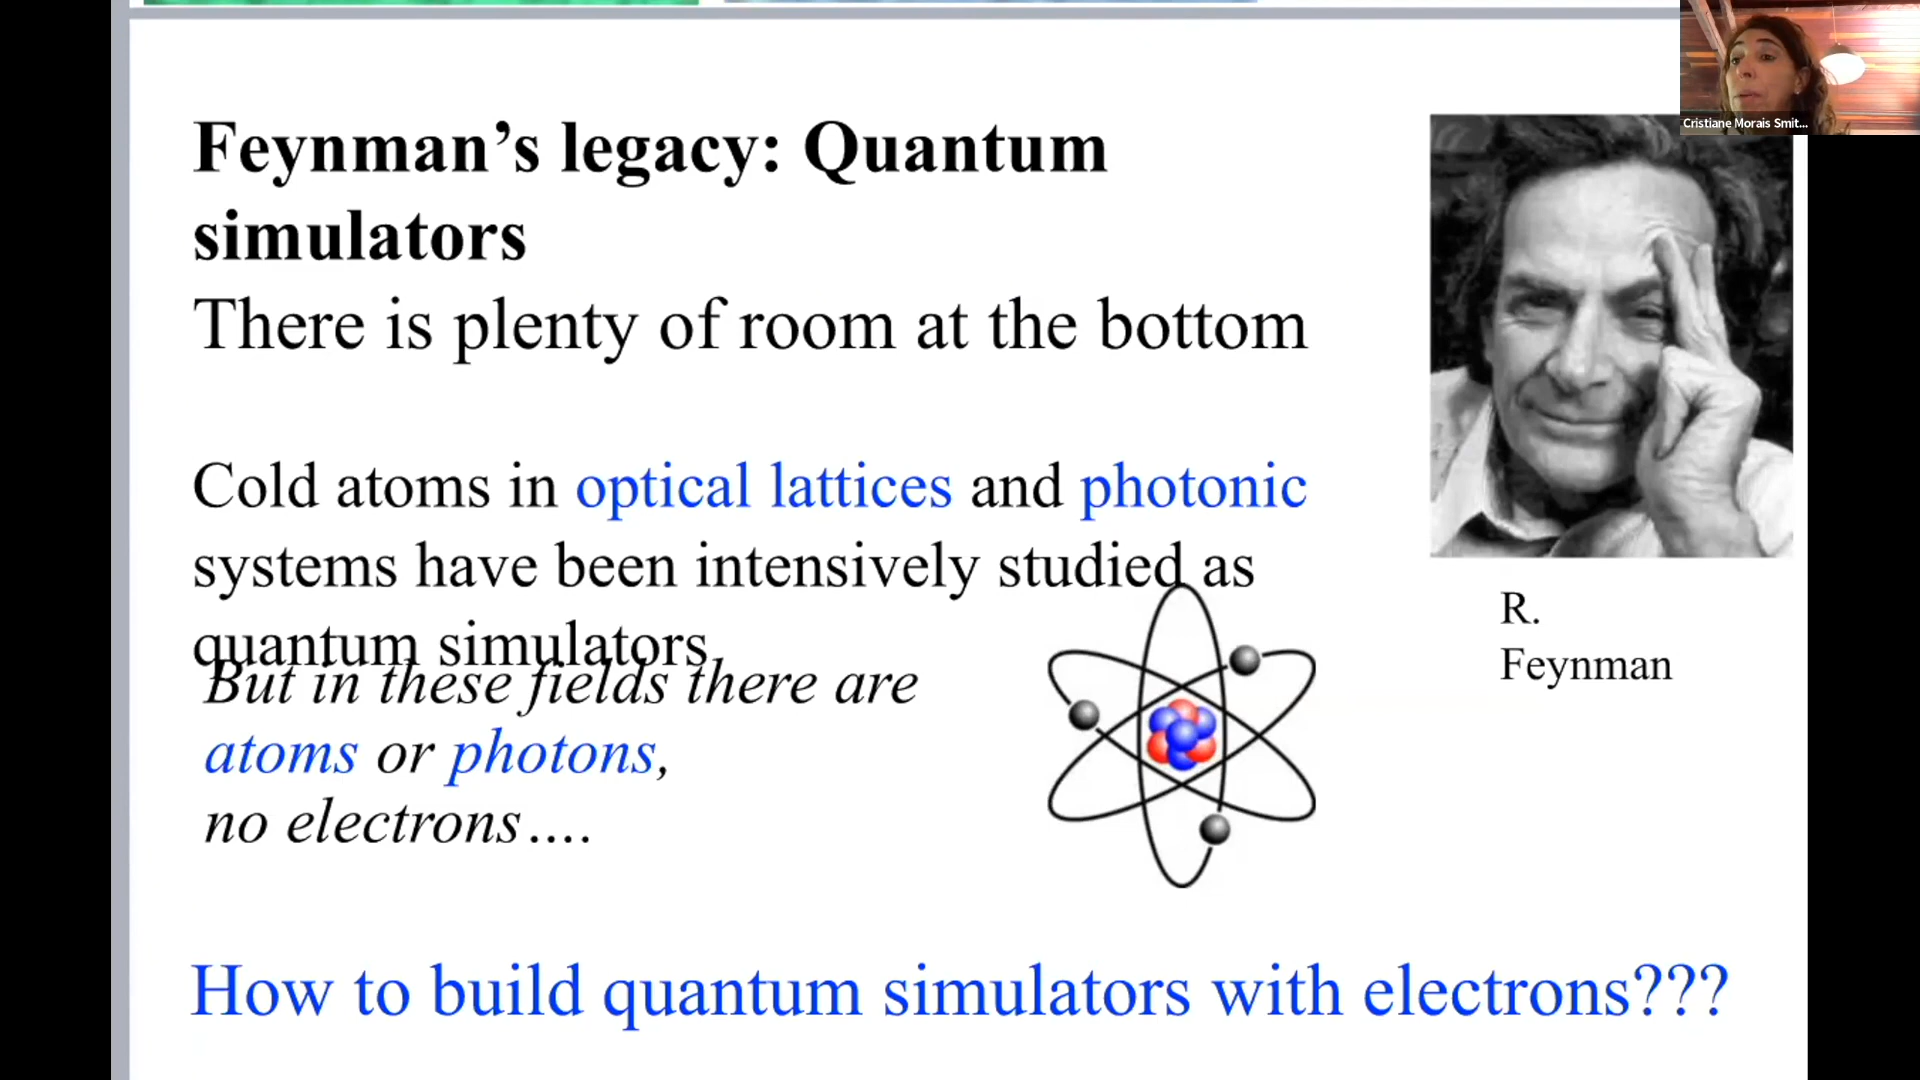 Feynman’s legacy: Quantum
simulators
There is plenty of room at the bottom
Cold atoms in optical lattices and photonic
systems have been intensively studied as
quantum simulators
But in these fields there are
atoms or photons,
no electrons….
How to build quantum simulators with electrons???
R.
Feynman
Cristiane Morais Smit...